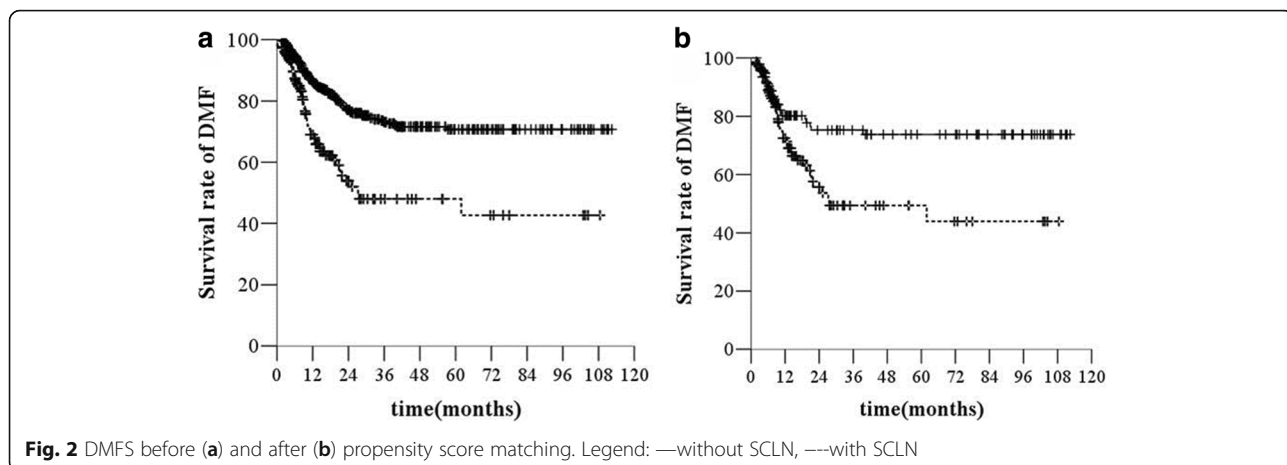 a
100
80
60
40
20
0
Survival rate of DMF
0 12 24 36 48 60 72 84 96 108 120
time(months)
b
100
80
60
40
20
0
Survival rate of DMF
0 12 24 36 48 60 72 84 96 108 120
time(months)
Fig. 2 DMFS before (a) and after (b) propensity score matching. Legend: —without SCLN, –--with SCLN